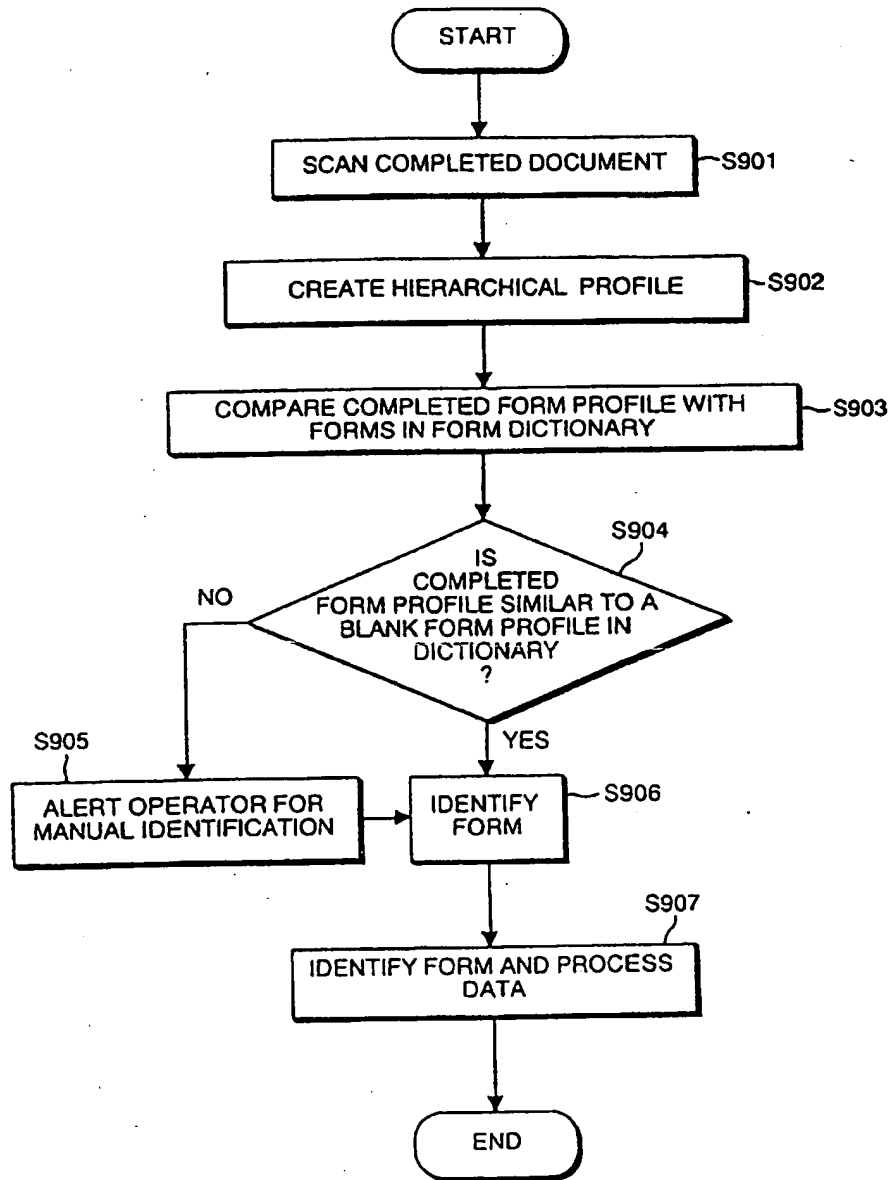 START
SCAN COMPLETED DOCUMENT
S901
CREATE HIERARCHICAL PROFILE
S902
COMPARE COMPLETED FORM PROFILE WITH
FORMS IN FORM DICTIONARY
S903
S904
IS
COMPLETED
FORM PROFILE SIMILAR TO A
BLANK FORM PROFILE IN
DICTIONARY
?
NO
YES
S905
ALERT OPERATOR FOR
MANUAL IDENTIFICATION
IDENTIFY
FORM
S906
S907
IDENTIFY FORM AND PROCESS
DATA
END